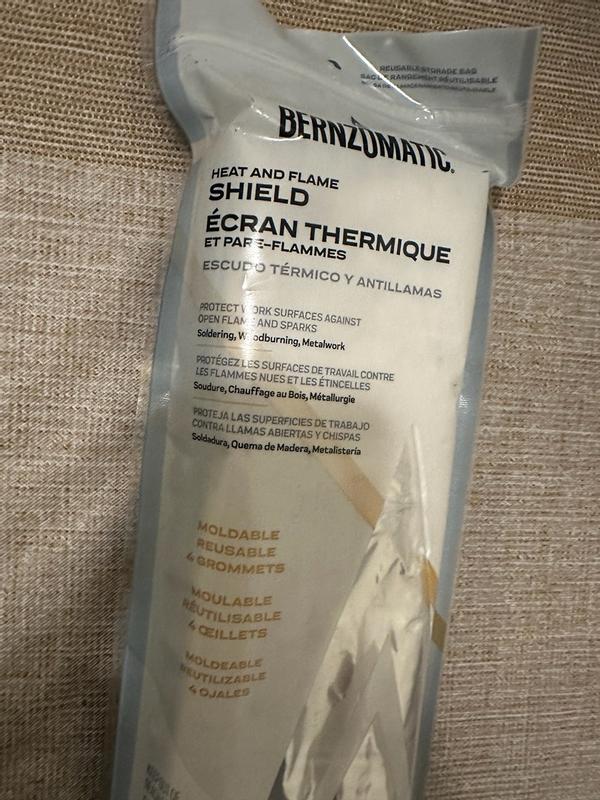 REUSABLE STORAGE BAG
SAC DE RANGEMENT RÉUTILISABLE
BERNZOMATIC
HEAT AND FLAME
SHIELD
ÉCRAN THERMIQUE
ET PARE-FLAMMES
ESCUDO TÉRMICO Y ANTILLAMAS
PROTECT WORK SURFACES AGAINST
OPEN FLAME AND SPARKS
Soldering, Woodburning, Metalwork
PROTÉGEZ LES SURFACES DE TRAVAIL CONTRE
LES FLAMMES NUES ET LES ÉTINCELLES
Soudure, Chauffage au Bois, Métallurgie
PROTEJA LAS SUPERFICIES DE TRABAJO
CONTRA LLAMAS ABIERTAS Y CHISPAS
Soldadura, Quema de Madera, Metalistería
MOLDABLE
REUSABLE
4 GROMMETS
MOULABLE
RÉUTILISABLE
4 ŒILLETS
MOLDEABLE
REUTILIZABLE
4 OJALES